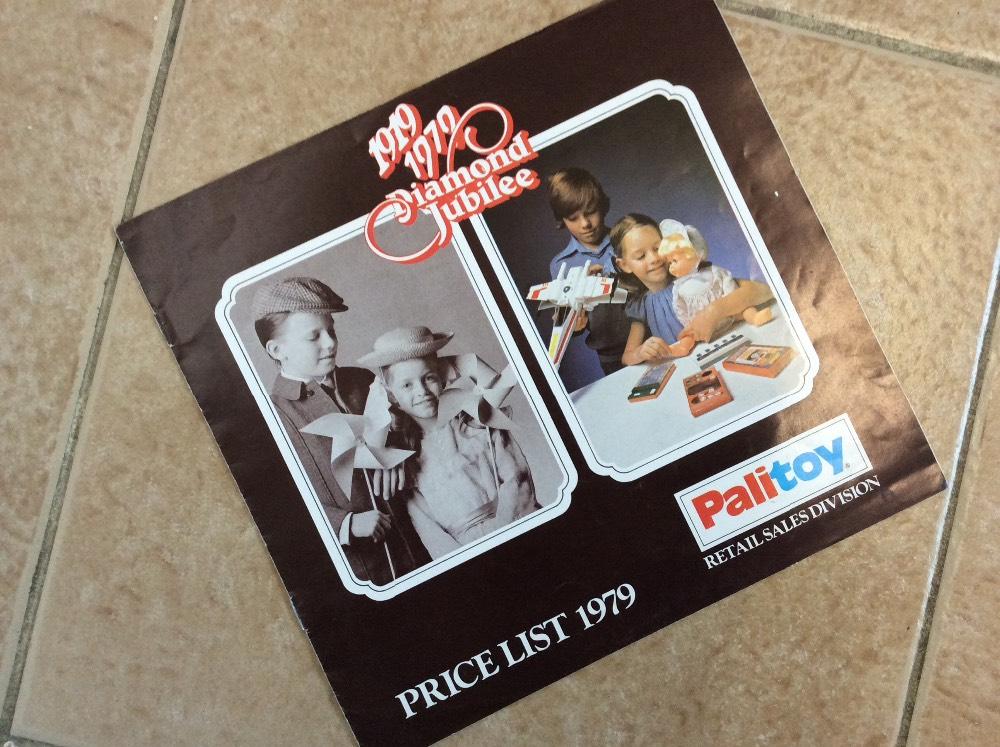 1919
1979
Diamond
Jubilee
Palitoy
RETAIL SALES DIVISION
PRICE LIST 1979